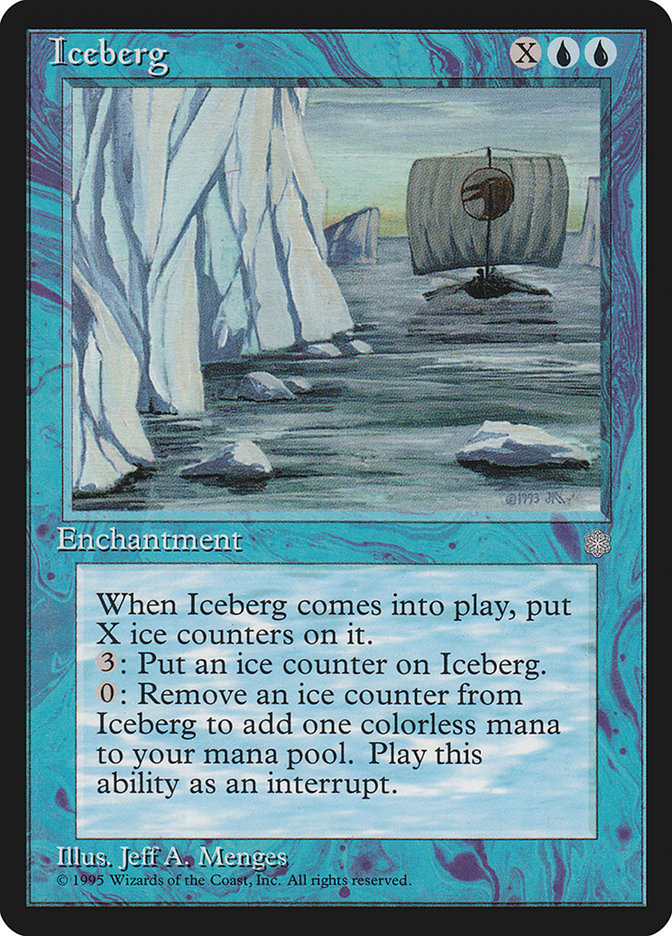 Iceberg X
©1993
Enchantment
When Iceberg comes into play, put
X ice counters on it.
3: Put an ice counter on Iceberg.
0: Remove an ice counter from
Iceberg to add one colorless mana
to your mana pool. Play this
ability as an interrupt.
Illus. Jeff A. Menges
© 1995 Wizards of the Coast, Inc. All rights reserved.